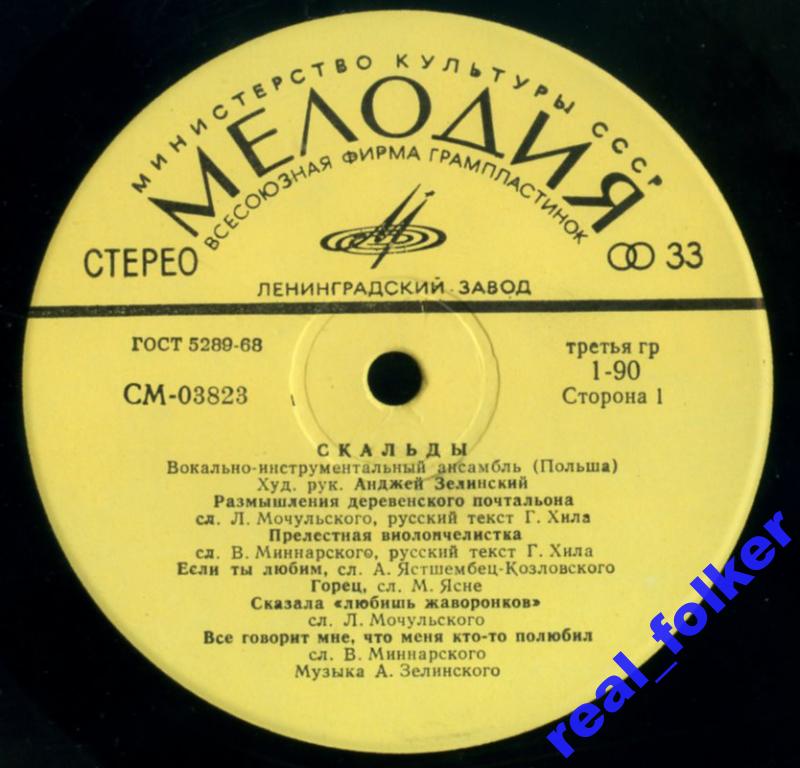 МИНИСТЕРСТВО КУЛЬТУРЫ СССР
МЕЛОДИЯ
ВСЕСОЮЗНАЯ ФИРМА ГРАМПЛАСТИНОК
СТЕРЕО
33
ЛЕНИНГРАДСКИЙ ЗАВОД
ГОСТ 5289-68
третья гр
1-90
СМ-03823
Сторона 1
СКАЛЬДЫ
Вокально-инструментальный ансамбль (Польша)
Худ. рук. Анджей Зелинский
Размышления деревенского почтальона
сл. Л. Мочульского, русский текст Г. Хила
Прелестная виолончелистка
сл. В. Миннарского, русский текст Г. Хила
Если ты любим, сл. А. Ястшембец-Козловского
Горец, сл. М. Ясне
Сказала «любишь жаворонков»
сл. Л. Мочульского
Все говорит мне, что меня кто-то полюбил
сл. В. Миннарского
Музыка А. Зелинского
real_folker